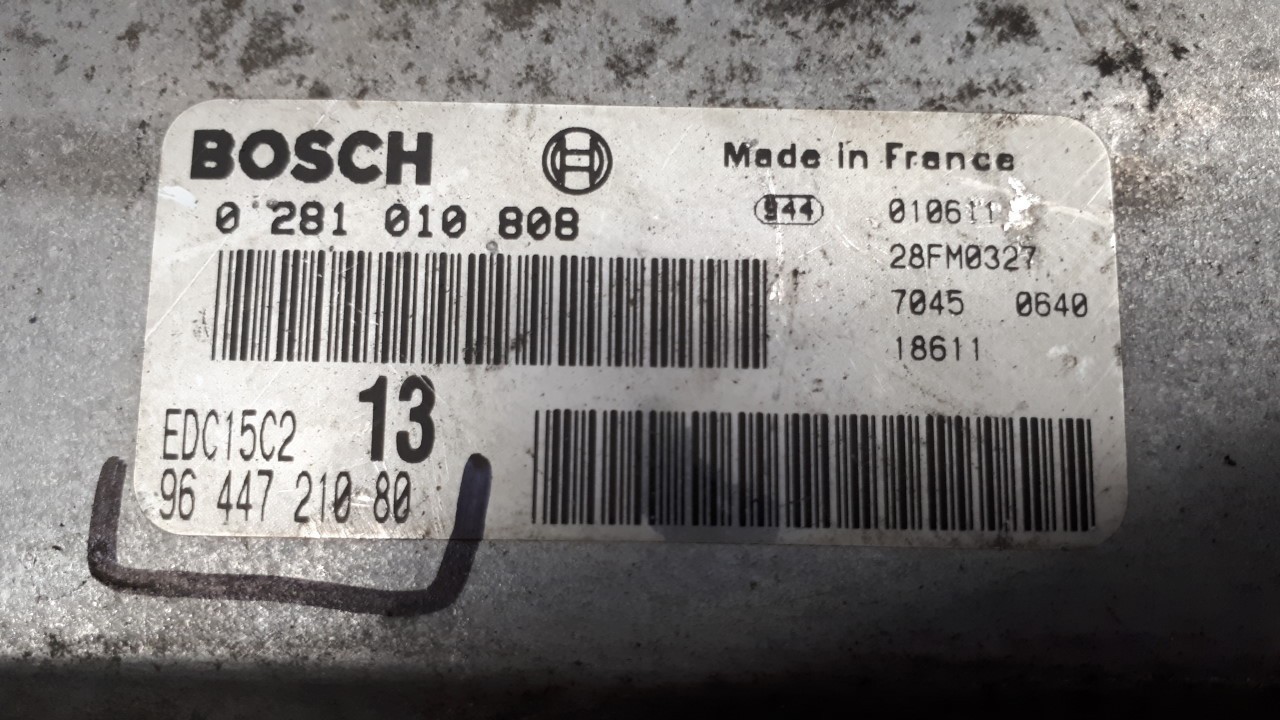 BOSCH
Made in France
0 281 010 808
944
010611
28FM0327
7045 0640
18611
EDC15C2 13
96 447 210 80